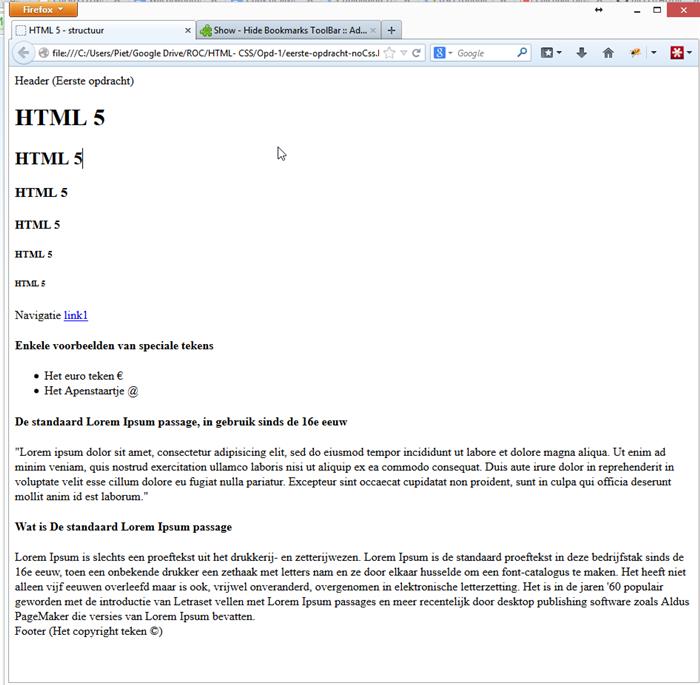 Firefox
HTML 5 - structuur
Show - Hide Bookmarks ToolBar :: Ad...
file:///C:/Users/Piet/Google Drive/ROC/HTML- CSS/Opd-1/eerste-opdracht-noCss.l
Google
Header (Eerste opdracht)
HTML 5
HTML 5
HTML 5
HTML 5
HTML 5
HTML 5
Navigatie link1
Enkele voorbeelden van speciale tekens
Het euro teken €
Het Apenstaartje @
De standaard Lorem Ipsum passage, in gebruik sinds de 16e eeuw
"Lorem ipsum dolor sit amet, consectetur adipisicing elit, sed do eiusmod tempor incididunt ut labore et dolore magna aliqua. Ut enim ad
minim veniam, quis nostrud exercitation ullamco laboris nisi ut aliquip ex ea commodo consequat. Duis aute irure dolor in reprehenderit in
voluptate velit esse cillum dolore eu fugiat nulla pariatur. Excepteur sint occaecat cupidatat non proident, sunt in culpa qui officia deserunt
mollit anim id est laborum."
Wat is De standaard Lorem Ipsum passage
Lorem Ipsum is slechts een proeftekst uit het drukkerij- en zetterijwezen. Lorem Ipsum is de standaard proeftekst in deze bedrijfstak sinds de
16e eeuw, toen een onbekende drukker een zethaak met letters nam en ze door elkaar husselde om een font-catalogus te maken. Het heeft niet
alleen vijf eeuwen overleefd maar is ook, vrijwel onveranderd, overgenomen in elektronische letterzetting. Het is in de jaren '60 populair
geworden met de introductie van Letraset vellen met Lorem Ipsum passages en meer recentelijk door desktop publishing software zoals Aldus
PageMaker die versies van Lorem Ipsum bevatten.
Footer (Het copyright teken ©)